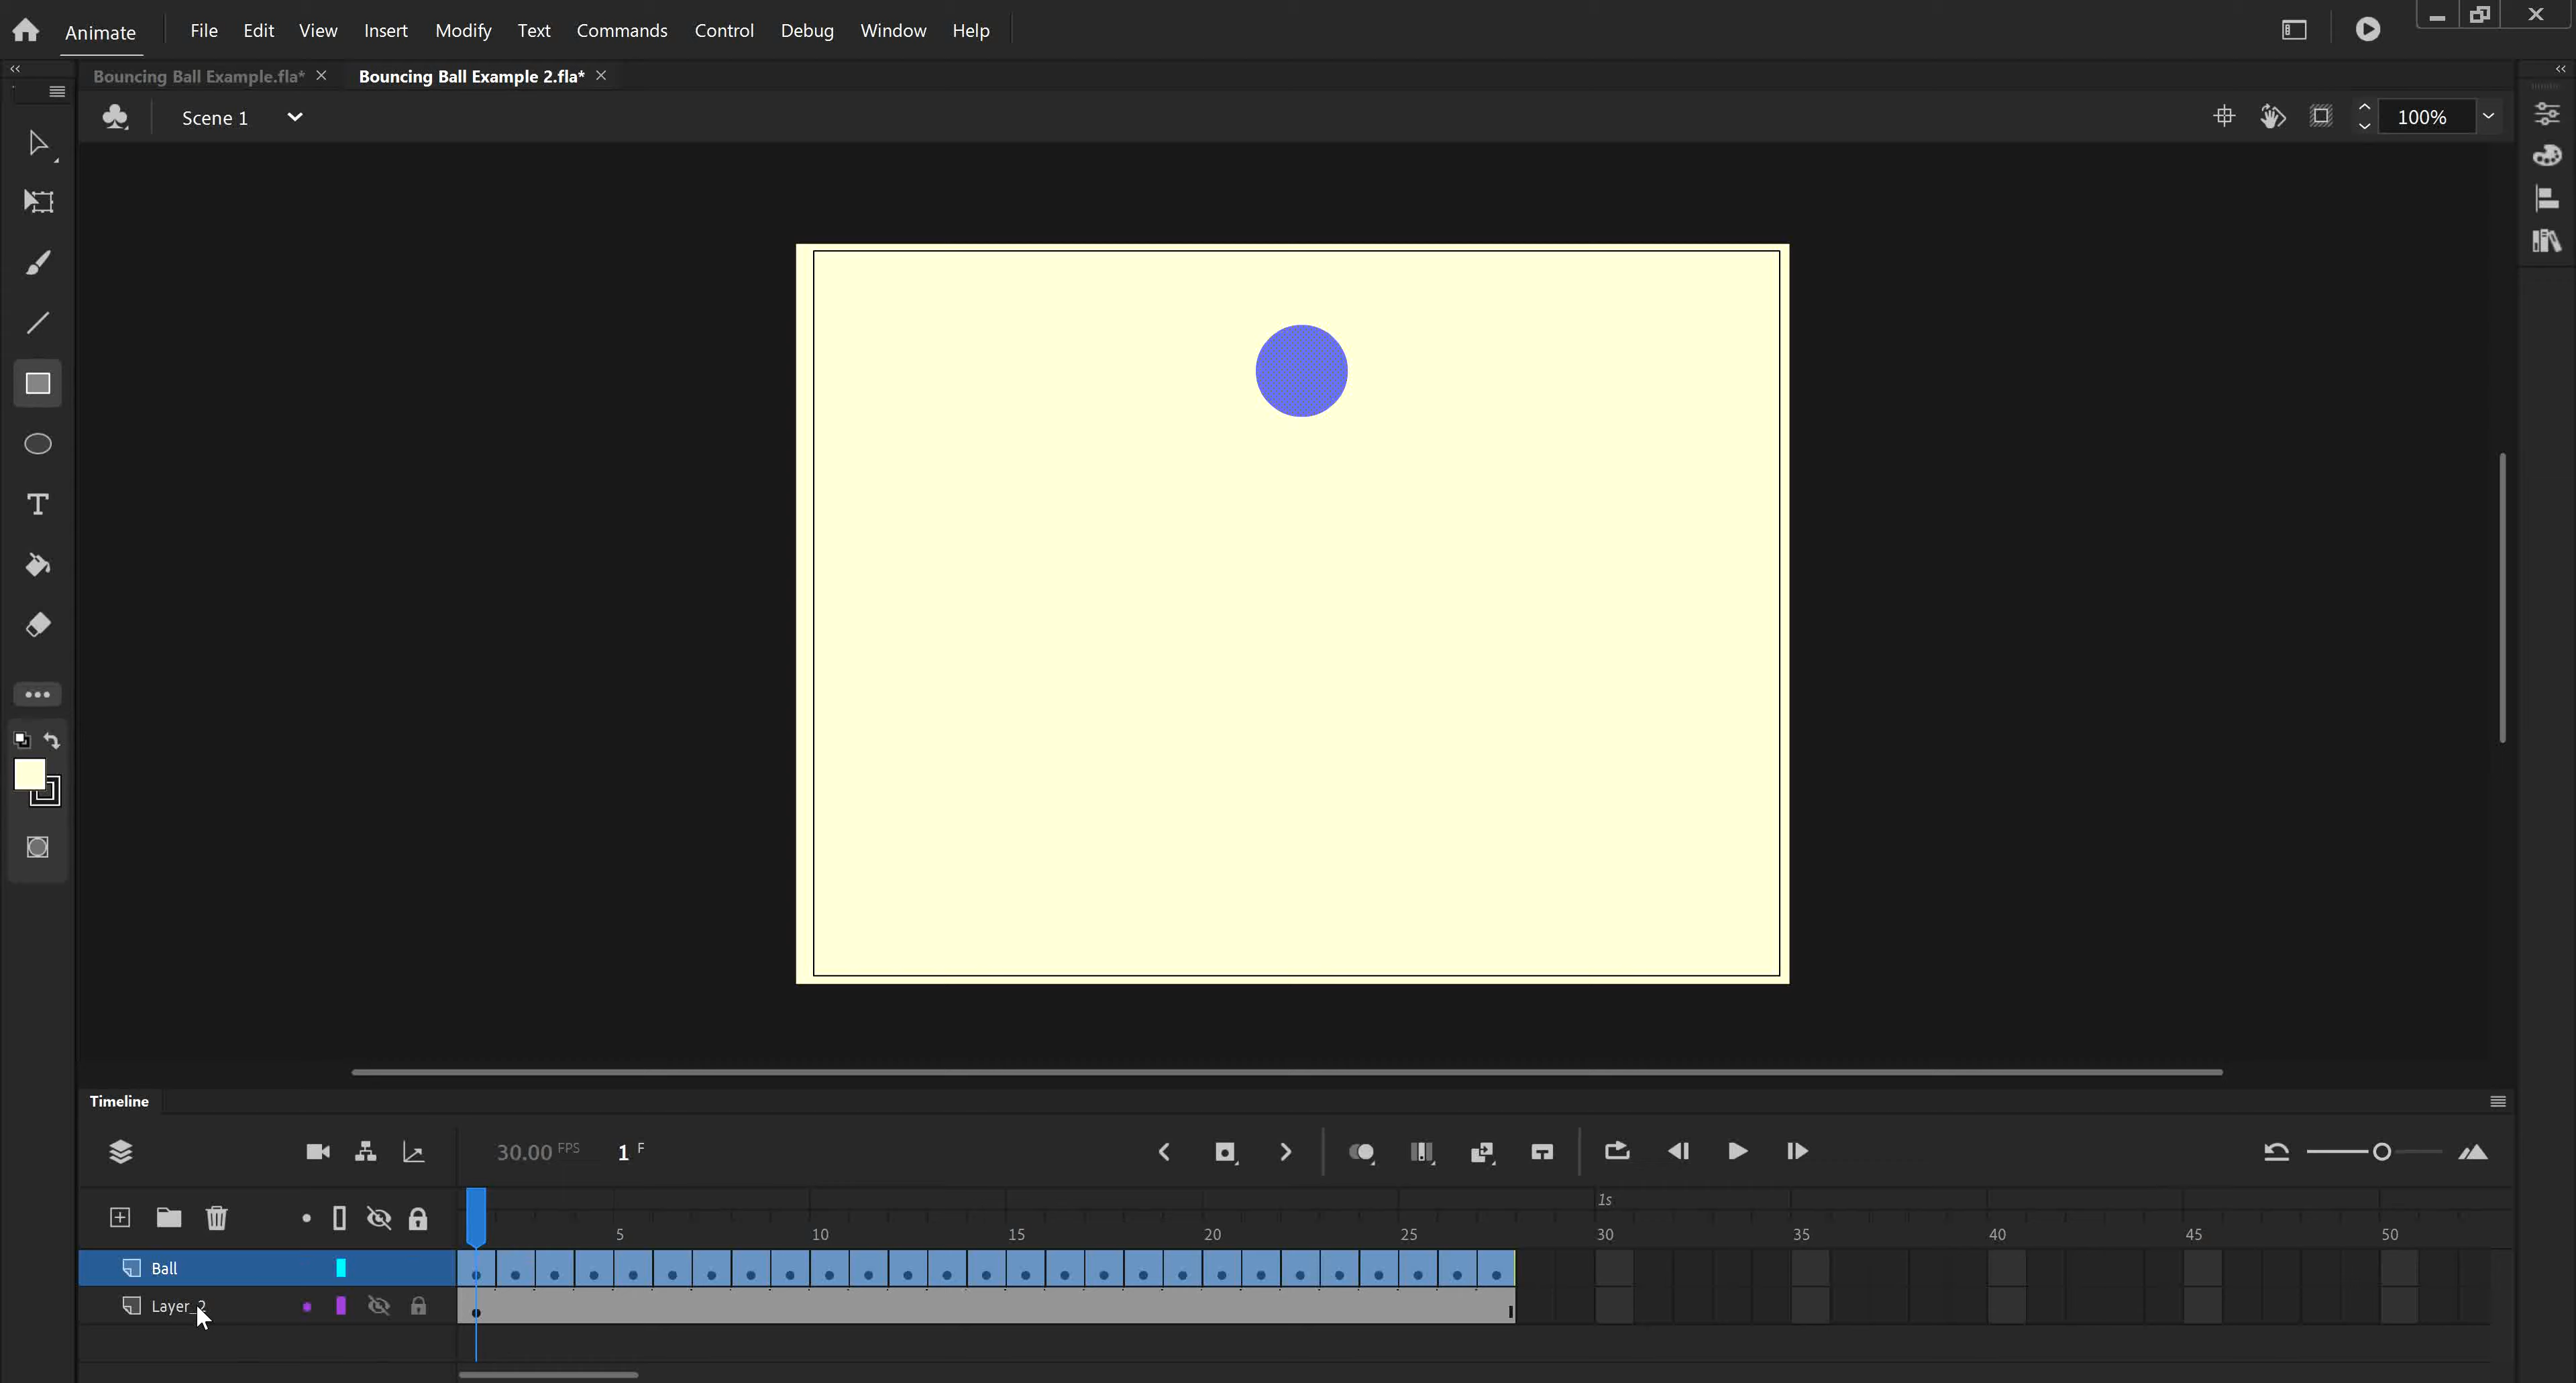 Animate File Edit View Insert Modify Text Commands Control Debug Window Help
Bouncing Ball Example.fla* Bouncing Ball Example 2.fla*
Scene 1 100%
T
Timeline
30.00 FPS 1 F
1s
5 10 15 20 25 30 35 40 45 50
Ball
Layer_2